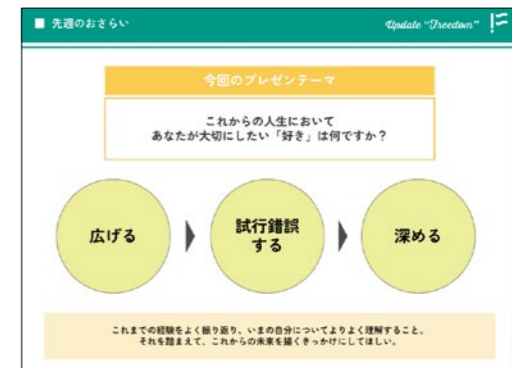 ■ 先週のおさらい
Update "Freedom"
今回のプレゼンテーマ
これからの人生において
あなたが大切にしたい「好き」は何ですか？
広げる
試行錯誤
する
深める
これまでの経験をよく振り返り、いまの自分についてよりよく理解すること。
それを踏まえて、これからの未来を描くきっかけにしてほしい。